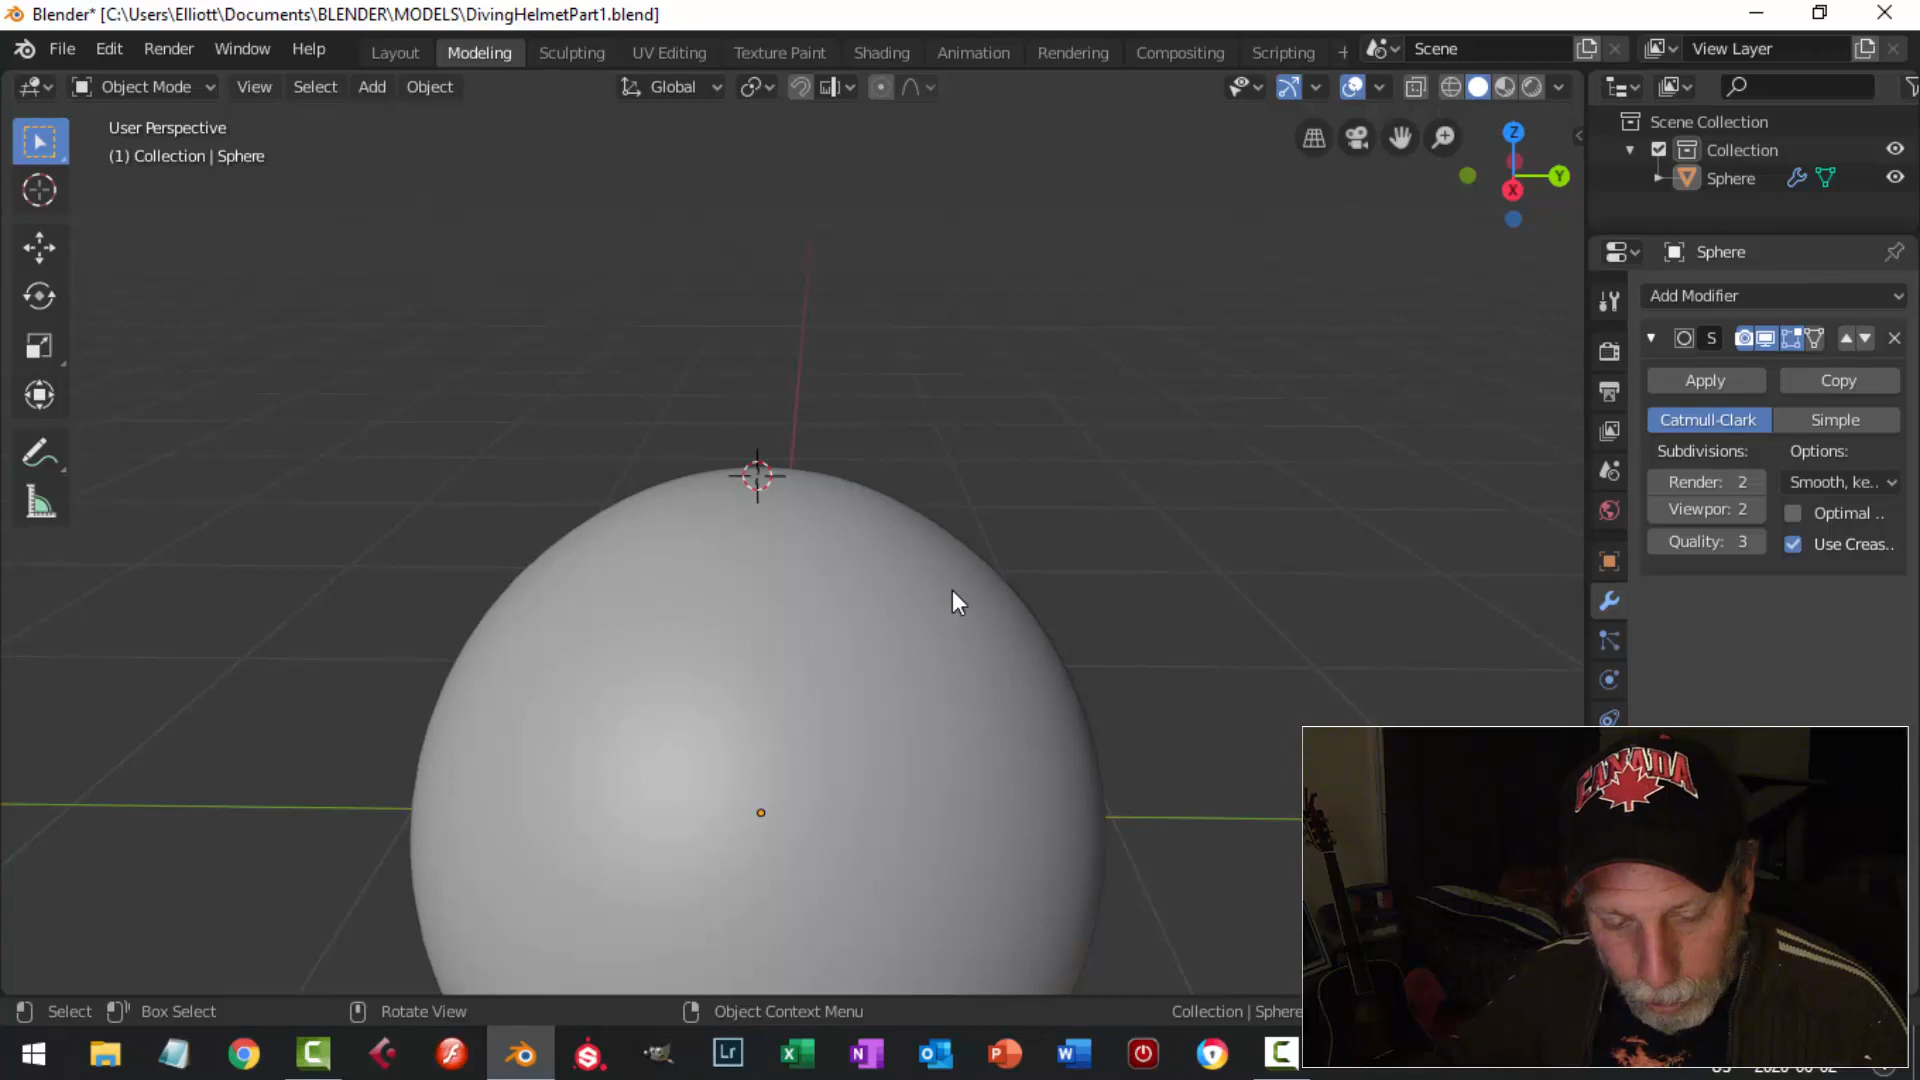 Blender* [C:\Users\Elliott\Documents\BLENDER\MODELS\DivingHelmetPart1.blend]
File Edit Render Window Help Layout Modeling Sculpting UV Editing Texture Paint Shading Animation Rendering Compositing Scripting + Scene View Layer
Object Mode View Select Add Object Global
User Perspective
(1) Collection | Sphere
Z
Y
X
Scene Collection
Collection
Sphere
Sphere
Add Modifier
S
Apply Copy
Catmull-Clark Simple
Subdivisions: Options:
Render: 2 Smooth, ke..
Viewpor: 2 Optimal ..
Quality: 3 Use Creas..
CANADA
Select Box Select Rotate View Object Context Menu Collection | Sphere
Lr